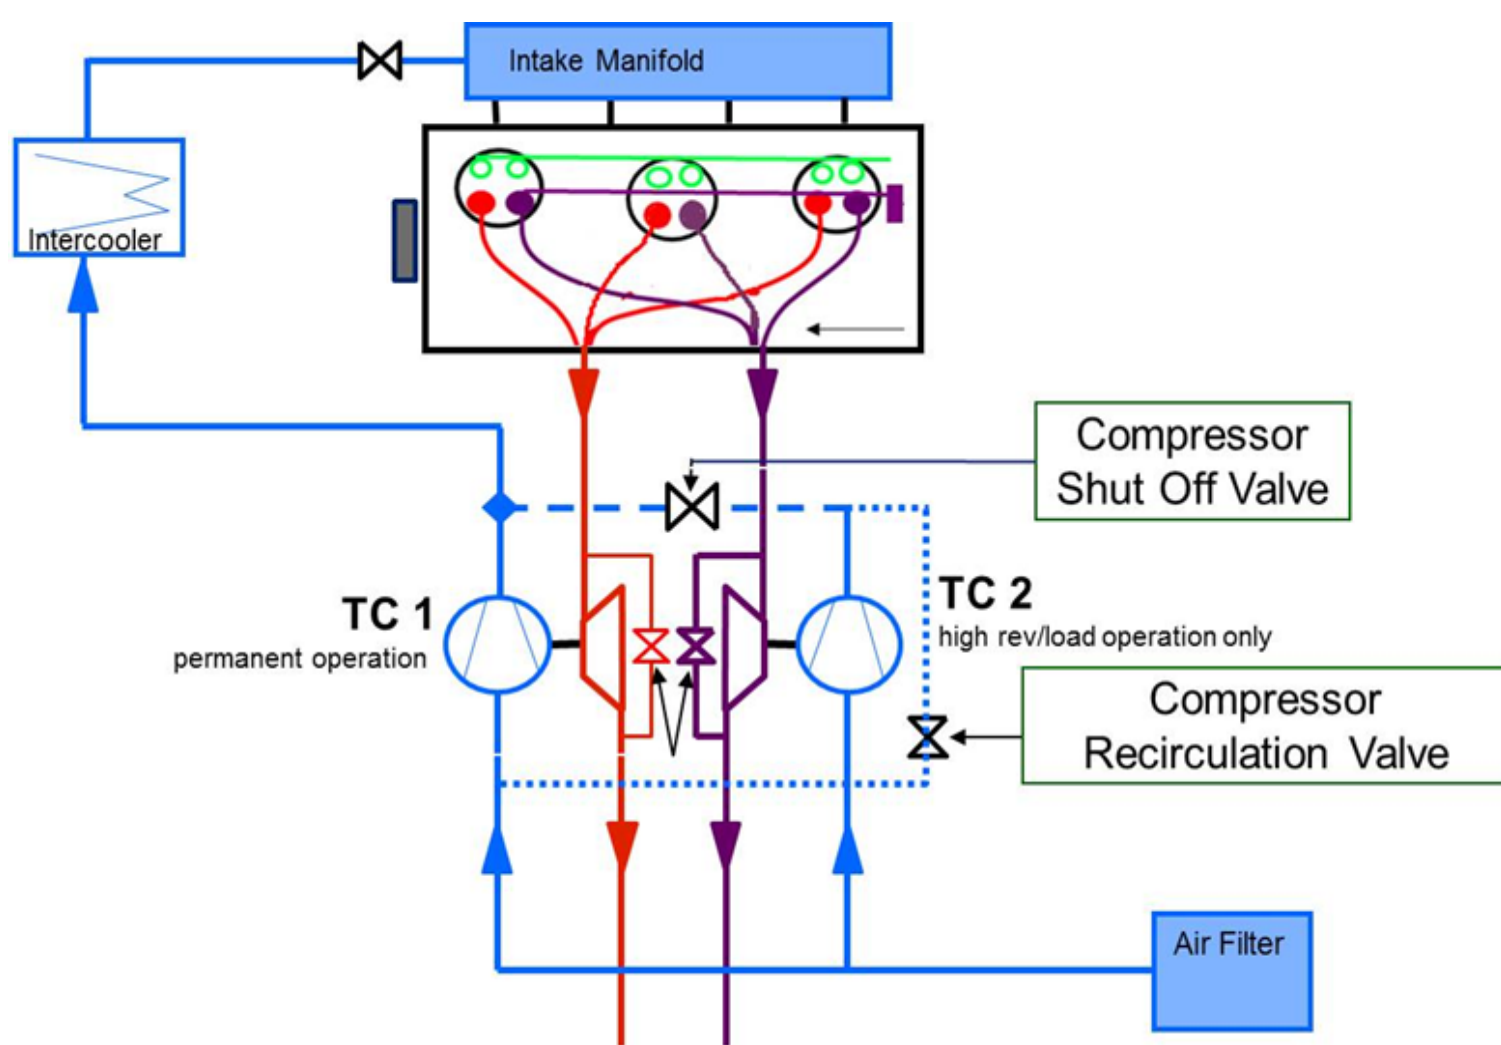 Intake Manifold
Intercooler
Compressor
Shut Off Valve
TC 1
permanent operation
TC 2
high rev/load operation only
Compressor
Recirculation Valve
Air Filter